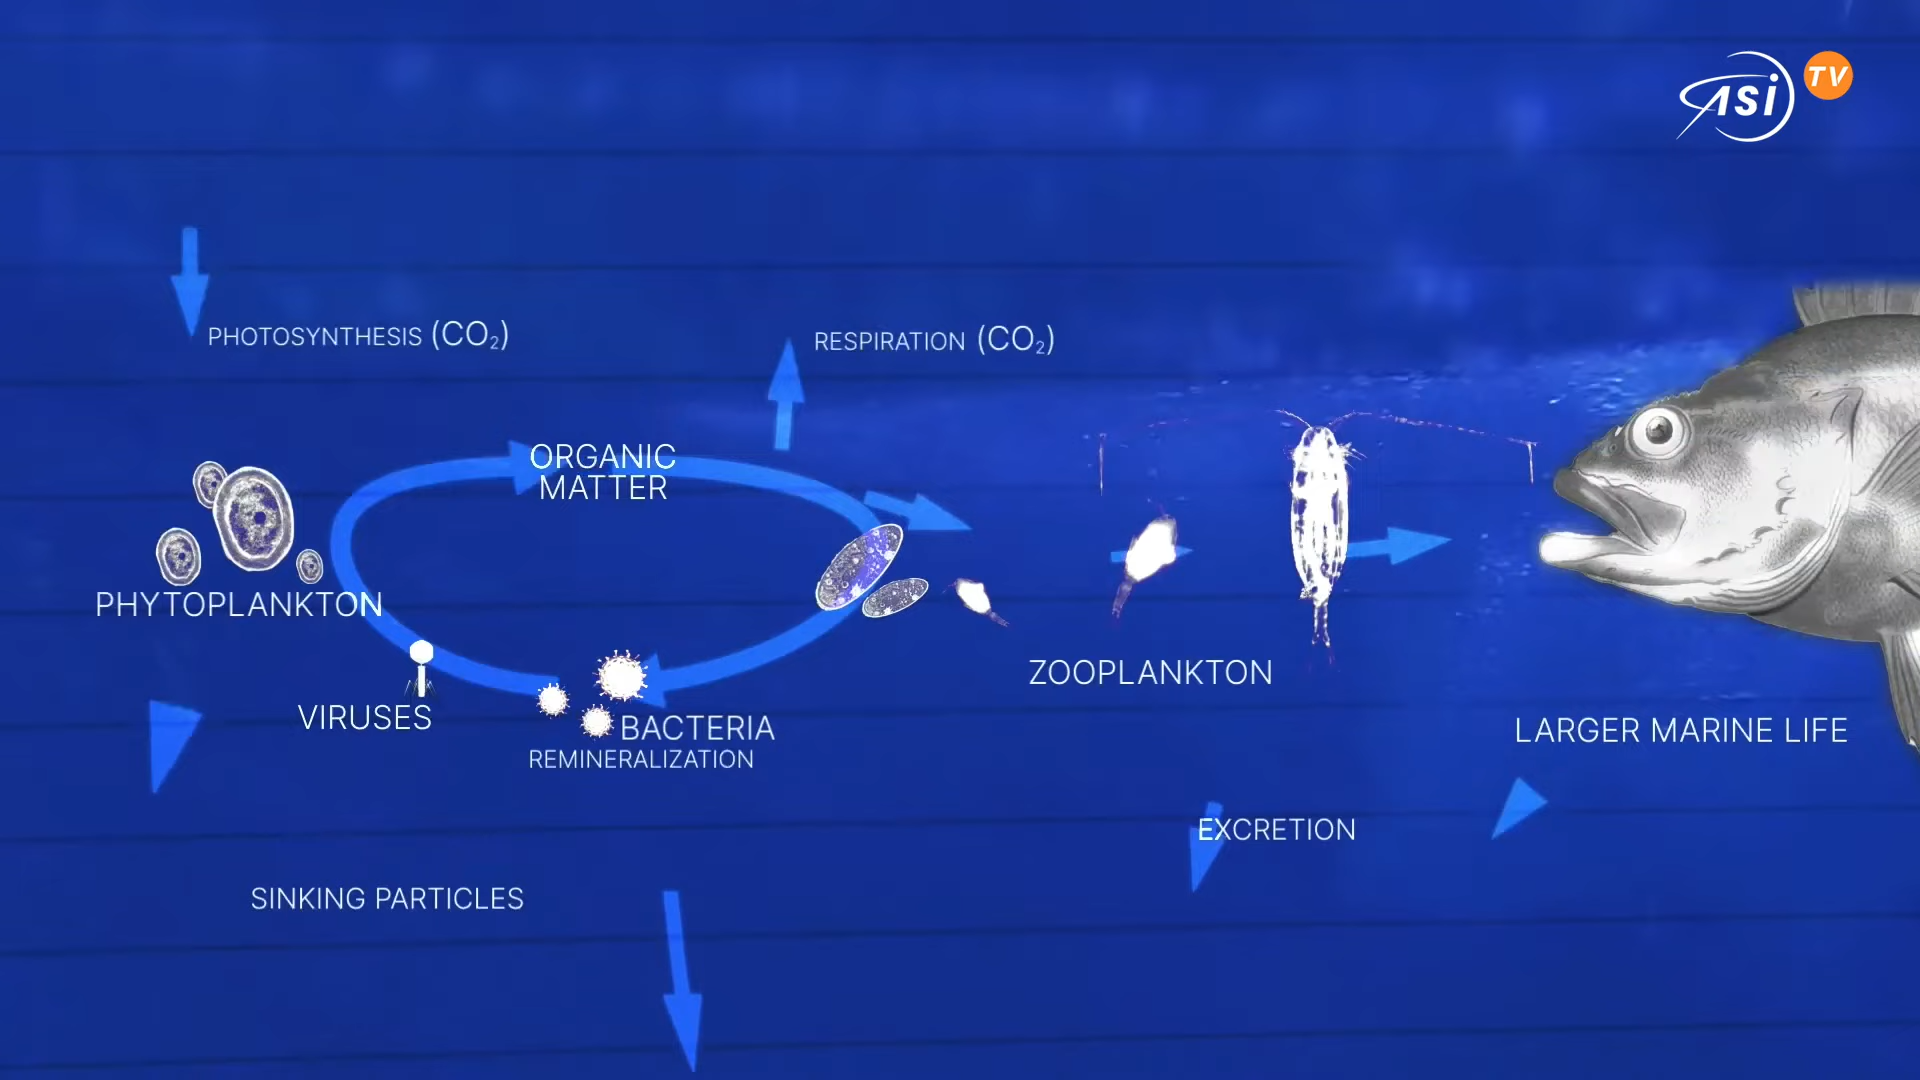 ASI TV
PHOTOSYNTHESIS (CO₂)
RESPIRATION (CO₂)
ORGANIC
MATTER
PHYTOPLANKTON
ZOOPLANKTON
VIRUSES
BACTERIA
REMINERALIZATION
LARGER MARINE LIFE
EXCRETION
SINKING PARTICLES